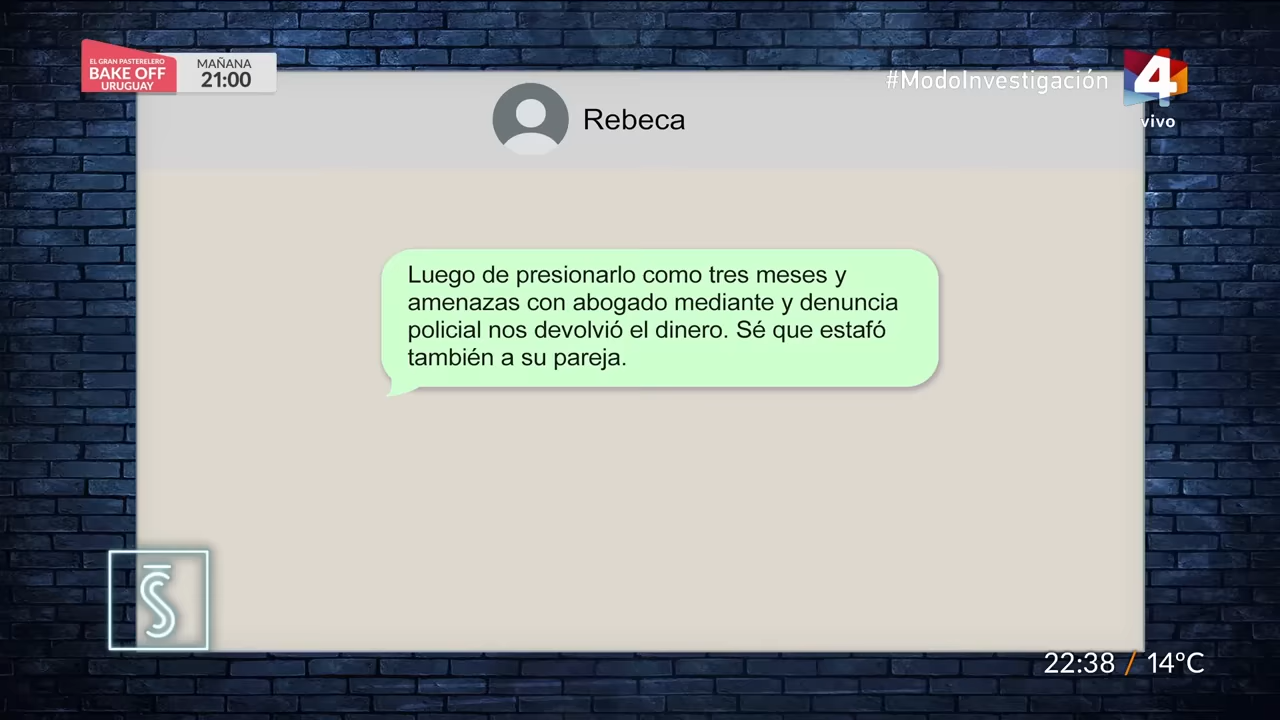 EL GRAN PASTERELERO
BAKE OFF
URUGUAY
MAÑANA
21:00
#ModoInvestigación
4
vivo
Rebeca
Luego de presionarlo como tres meses y
amenazas con abogado mediante y denuncia
policial nos devolvió el dinero. Sé que estafó
también a su pareja.
S
22:38 / 14°C